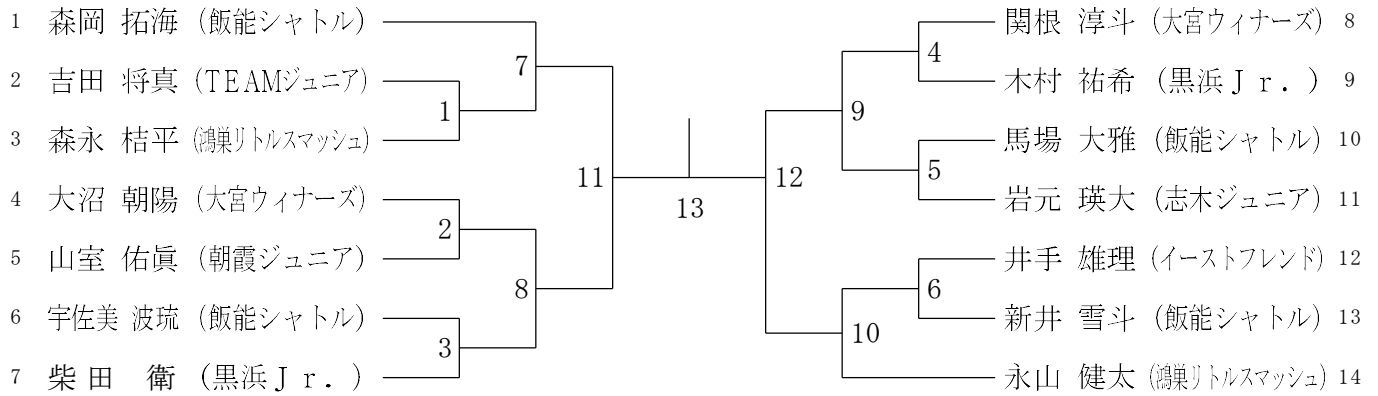 1 森岡 拓海 (飯能シャトル)
2 吉田 将真 (TEAMジュニア)
3 森永 桔平 (鴻巣リトルスマッシュ)
4 大沼 朝陽 (大宮ウィナーズ)
5 山室 佑眞 (朝霞ジュニア)
6 宇佐美 波琉 (飯能シャトル)
7 柴田 衛 (黒浜Jr.)
7
1
2
8
3
11
13
12
4
9
5
6
10
関根 淳斗 (大宮ウィナーズ) 8
木村 祐希 (黒浜Jr.) 9
馬場 大雅 (飯能シャトル) 10
岩元 瑛大 (志木ジュニア) 11
井手 雄理 (イーストフレンド) 12
新井 雪斗 (飯能シャトル) 13
永山 健太 (鴻巣リトルスマッシュ) 14